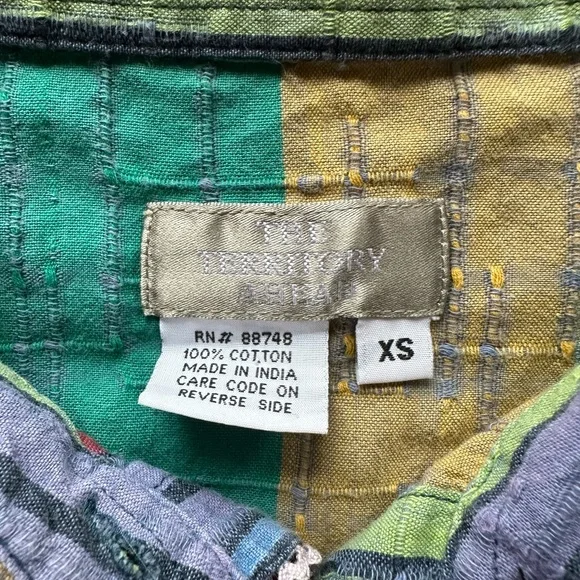 THE
TERRITORY
RN# 88748
100% COTTON
MADE IN INDIA
CARE CODE ON
REVERSE SIDE
XS